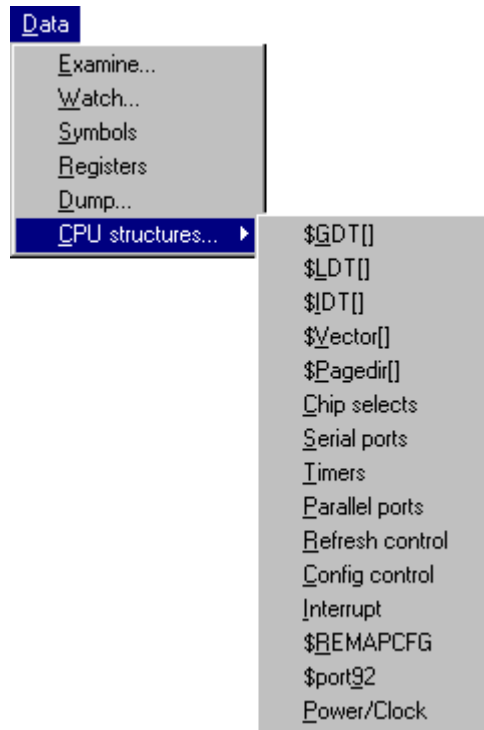 Data
Examine...
Watch...
Symbols
Registers
Dump...
CPU structures...
$GDT[]
$LDT[]
$IDT[]
$Vector[]
$Pagedir[]
Chip selects
Serial ports
Timers
Parallel ports
Refresh control
Config control
Interrupt
$REMAPCFG
$port92
Power/Clock